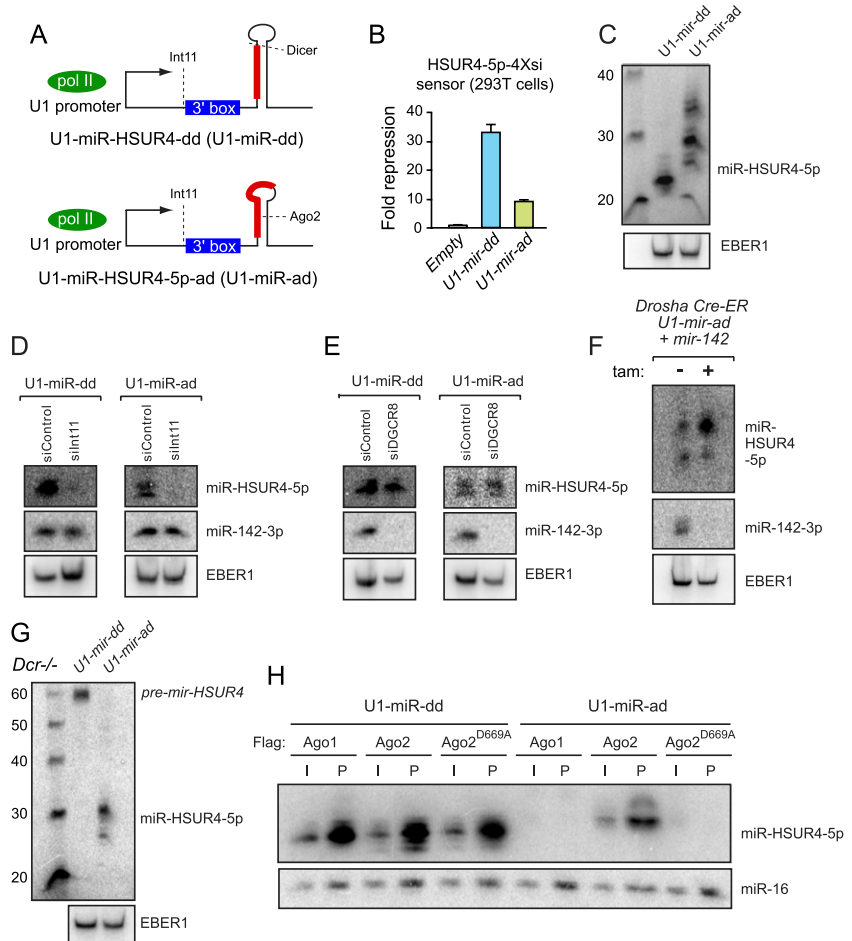 A
Int11
Dicer
pol II
U1 promoter
3' box
U1-miR-HSUR4-dd (U1-miR-dd)
Int11
Ago2
pol II
U1 promoter
3' box
U1-miR-HSUR4-5p-ad (U1-miR-ad)
B
HSUR4-5p-4Xsi
sensor (293T cells)
Fold repression
40
30
20
10
0
Empty
U1-mir-dd
U1-mir-ad
C
U1-mir-dd
U1-mir-ad
40
30
20
miR-HSUR4-5p
EBER1
D
U1-miR-dd
U1-miR-ad
siControl
siInt11
siControl
siInt11
miR-HSUR4-5p
miR-142-3p
EBER1
E
U1-miR-dd
U1-miR-ad
siControl
siDGCR8
siControl
siDGCR8
miR-HSUR4-5p
miR-142-3p
EBER1
F
Drosha Cre-ER
U1-mir-ad
+ mir-142
tam: - +
miR-
HSUR4
-5p
miR-142-3p
EBER1
G
Dcr-/-
U1-mir-dd
U1-mir-ad
60
50
40
30
20
pre-mir-HSUR4
miR-HSUR4-5p
EBER1
H
U1-miR-dd
U1-miR-ad
Flag: Ago1 Ago2 Ago2D669A Ago1 Ago2 Ago2D669A
I P I P I P I P I P I P
miR-HSUR4-5p
miR-16